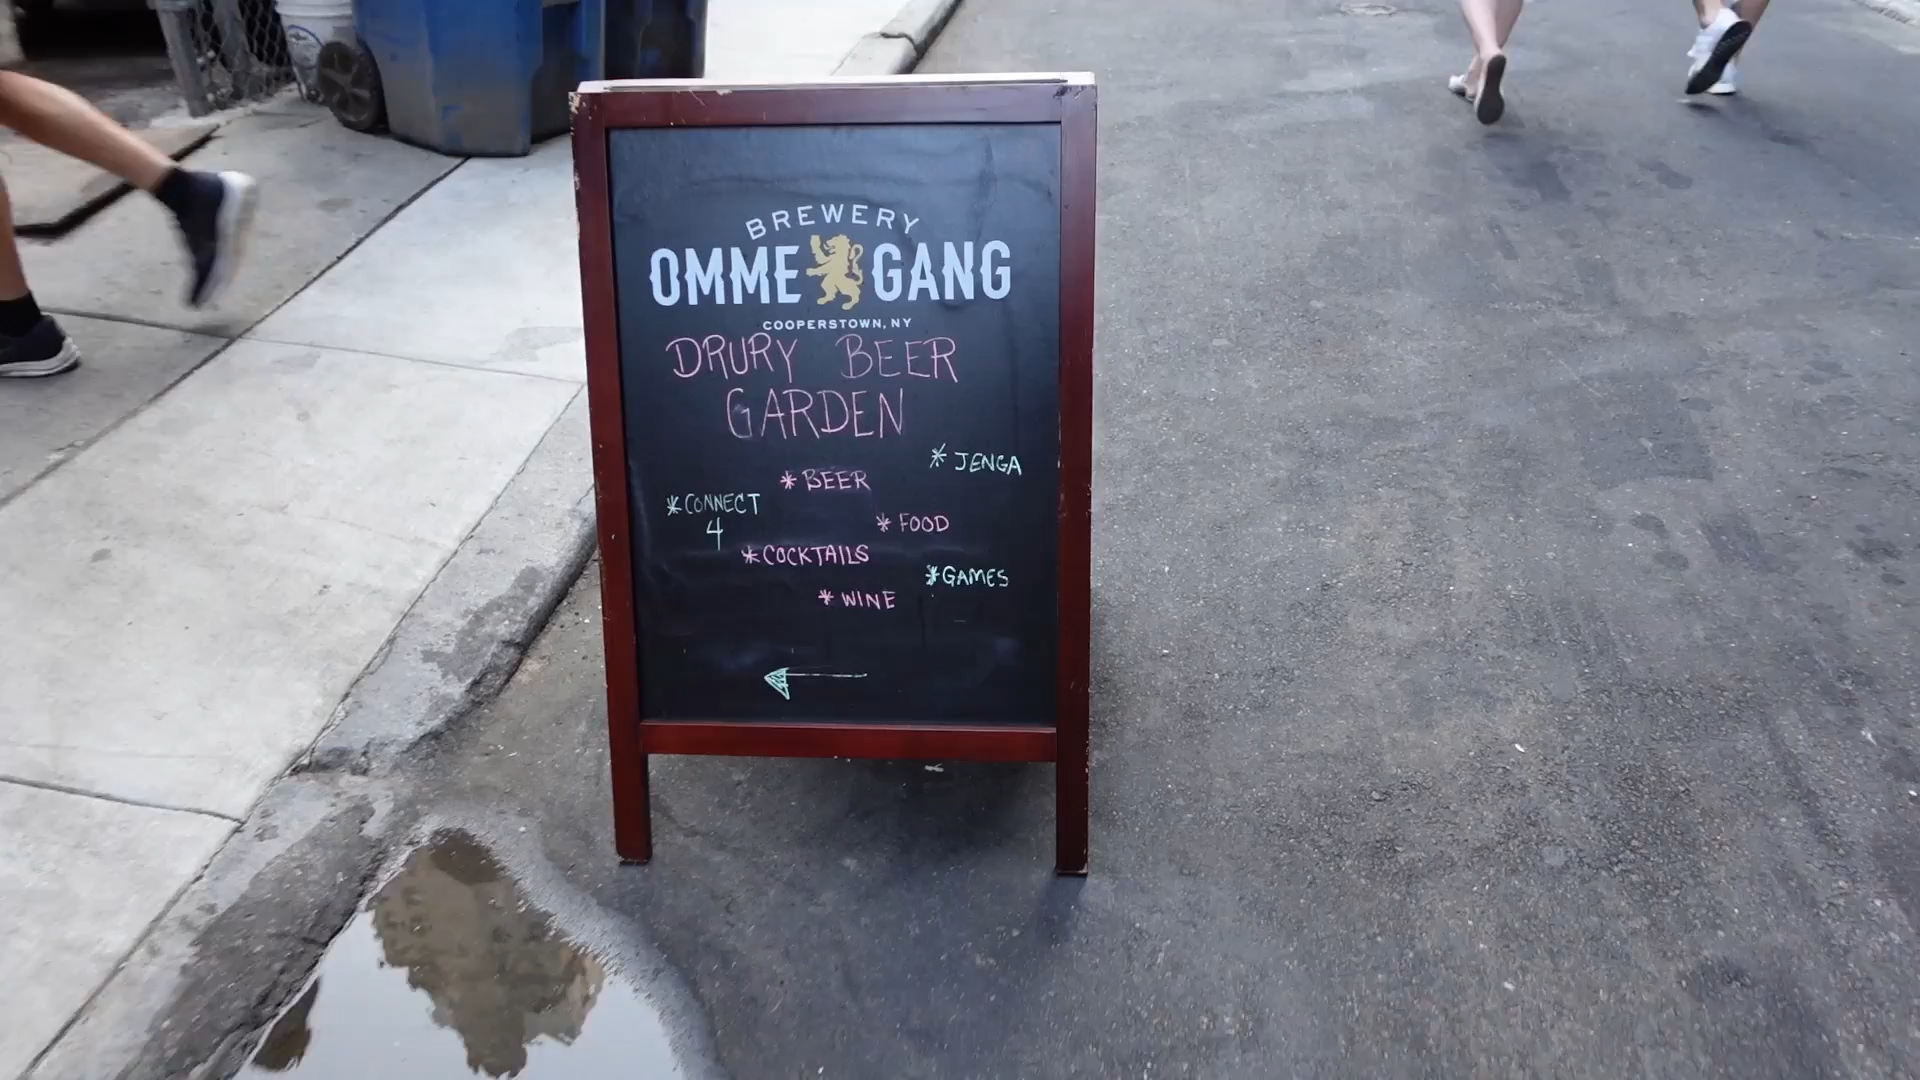 BREWERY
OMMEGANG
COOPERSTOWN, NY
DRURY BEER
GARDEN
* JENGA
* BEER
* CONNECT
4
* FOOD
* COCKTAILS
* GAMES
* WINE